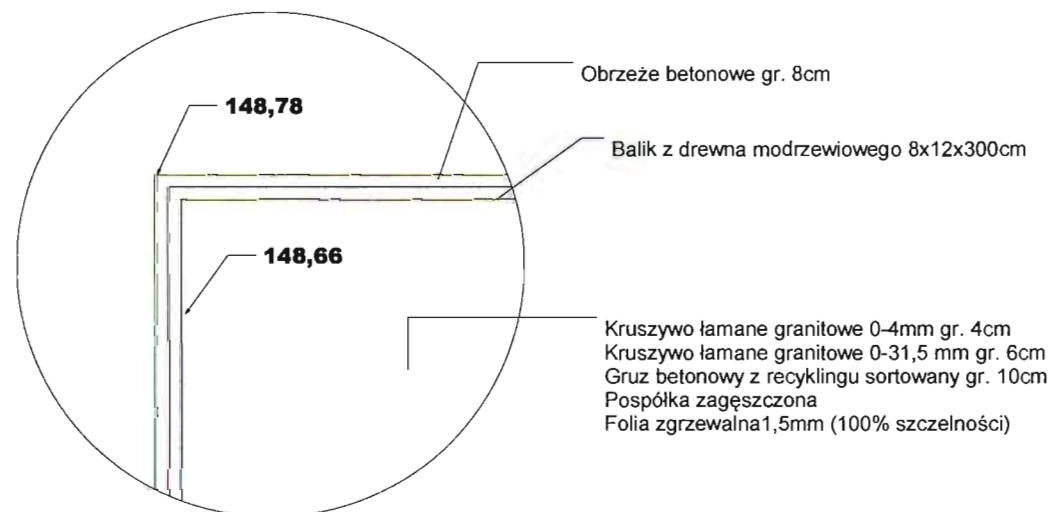 Obrzeże betonowe gr. 8cm
148,78
Balik z drewna modrzewiowego 8x12x300cm
148,66
Kruszywo łamane granitowe 0-4mm gr. 4cm
Kruszywo łamane granitowe 0-31,5 mm gr. 6cm
Gruz betonowy z recyklingu sortowany gr. 10cm
Pospółka zagęszczona
Folia zgrzewalna1,5mm (100% szczelności)